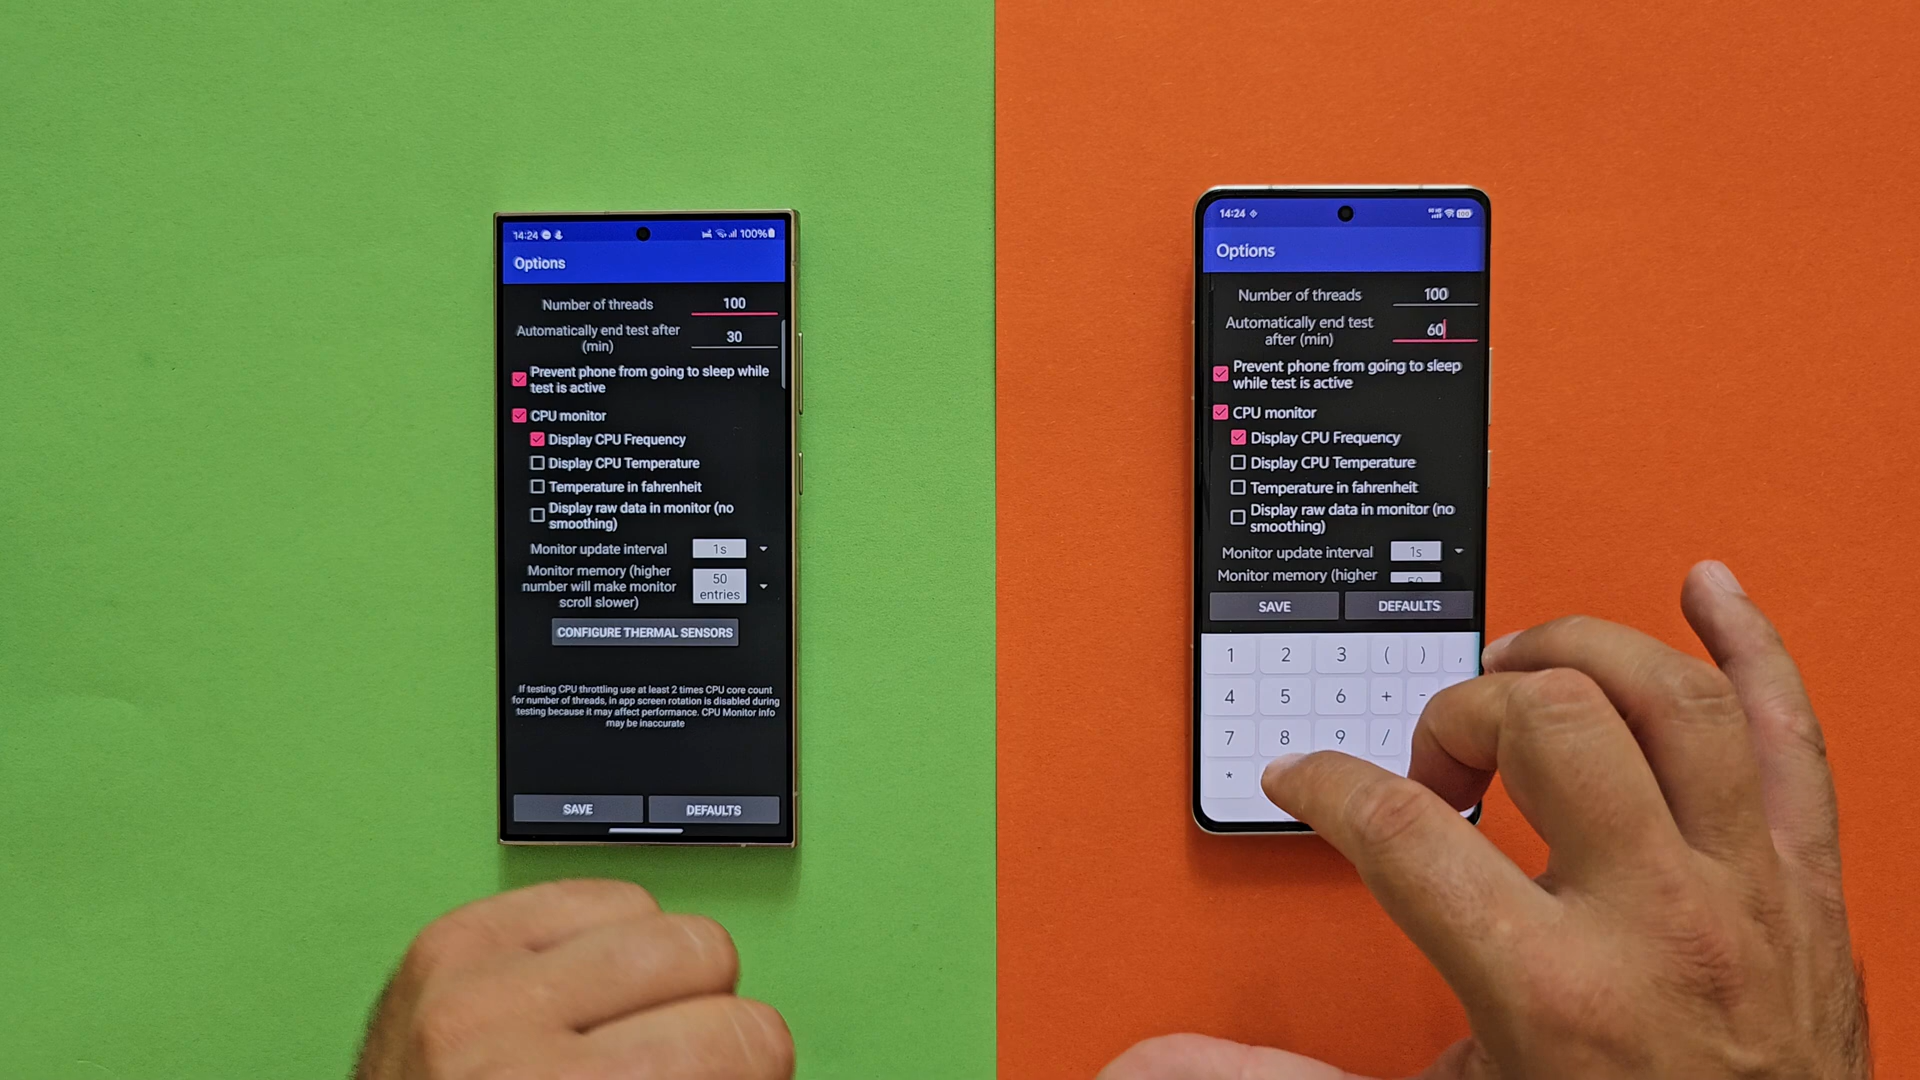 14:24
100%
Options
Number of threads
100
Automatically end test after
(min)
30
Prevent phone from going to sleep while
test is active
CPU monitor
Display CPU Frequency
Display CPU Temperature
Temperature in fahrenheit
Display raw data in monitor (no
smoothing)
Monitor update interval
1s
Monitor memory (higher
number will make monitor
scroll slower)
50
entries
CONFIGURE THERMAL SENSORS
If testing CPU throttling use at least 2 times CPU core count
for number of threads, in app screen rotation is disabled during
testing because it may affect performance. CPU Monitor info
may be inaccurate
SAVE
DEFAULTS
14:24
100
Options
Number of threads
100
Automatically end test
after (min)
60
Prevent phone from going to sleep
while test is active
CPU monitor
Display CPU Frequency
Display CPU Temperature
Temperature in fahrenheit
Display raw data in monitor (no
smoothing)
Monitor update interval
1s
Monitor memory (higher
SAVE
DEFAULTS
1 2 3 ( ) ,
4 5 6 + -
7 8 9 /
*